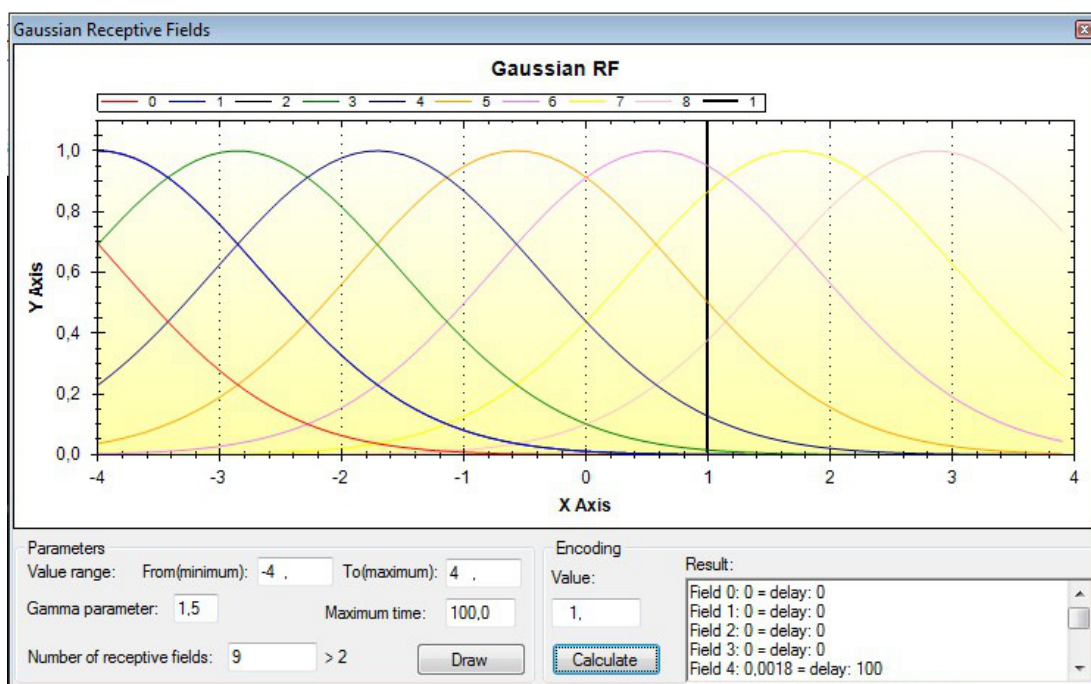 Gaussian Receptive Fields
Gaussian RF
0 1 2 3 4 5 6 7 8 1
Y Axis
1,0
0,8
0,6
0,4
0,2
0,0
-4 -3 -2 -1 0 1 2 3 4
X Axis
Parameters
Value range: From(minimum): -4 , To(maximum): 4 ,
Gamma parameter: 1,5 Maximum time: 100,0
Number of receptive fields: 9 > 2 Draw
Encoding
Value:
1,
Calculate
Result:
Field 0: 0 = delay: 0
Field 1: 0 = delay: 0
Field 2: 0 = delay: 0
Field 3: 0 = delay: 0
Field 4: 0,0018 = delay: 100